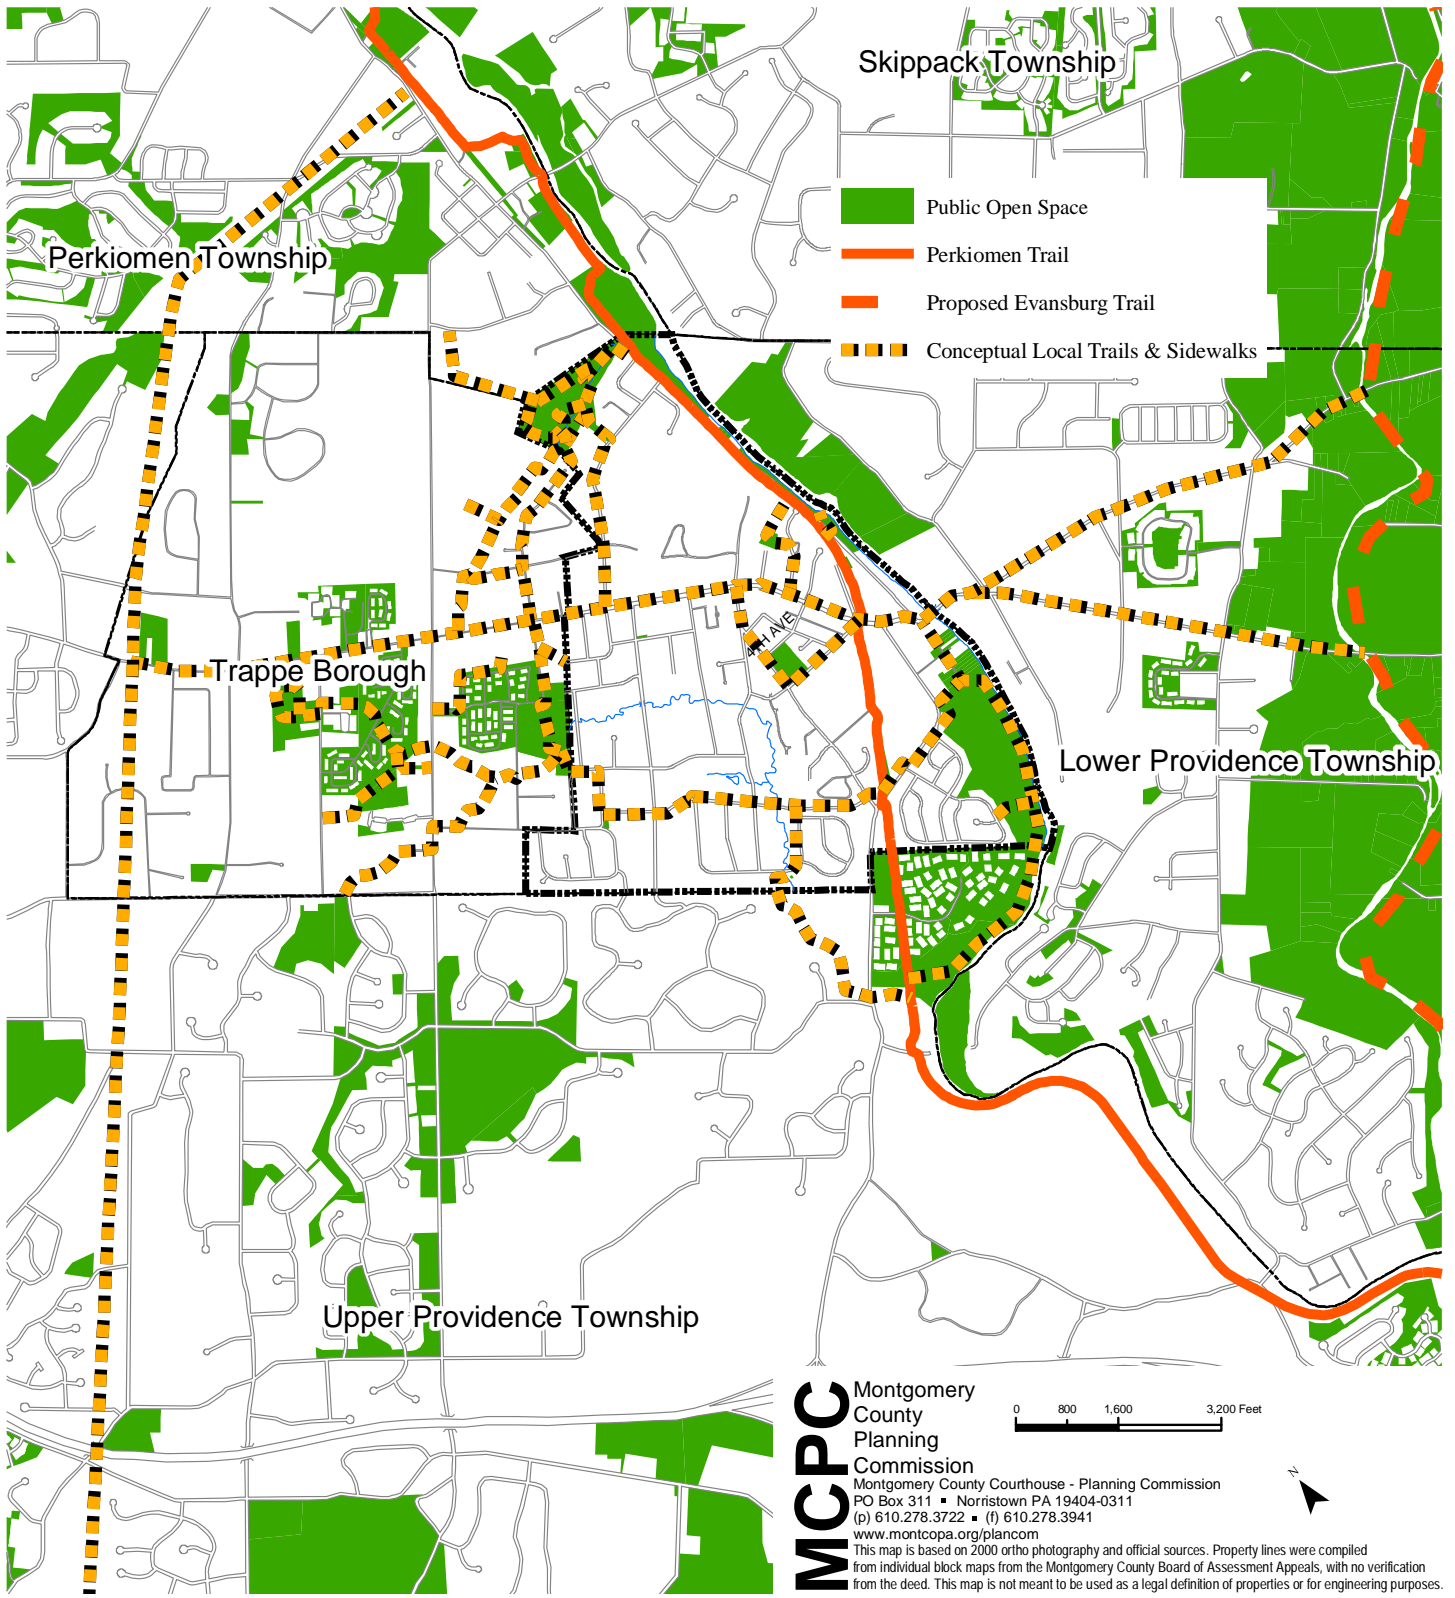 Skippack Township
Public Open Space
Perkiomen Trail
Perkiomen Township
Proposed Evansburg Trail
Conceptual Local Trails & Sidewalks
4TH AVE
Trappe Borough
Lower Providence Township
Upper Providence Township
MCPC
Montgomery
County
Planning
Commission
0 800 1,600 3,200 Feet
N
Montgomery County Courthouse - Planning Commission
PO Box 311 ▪ Norristown PA 19404-0311
(p) 610.278.3722 ▪ (f) 610.278.3941
www.montcopa.org/plancom
This map is based on 2000 ortho photography and official sources. Property lines were compiled
from individual block maps from the Montgomery County Board of Assessment Appeals, with no verification
from the deed. This map is not meant to be used as a legal definition of properties or for engineering purposes.